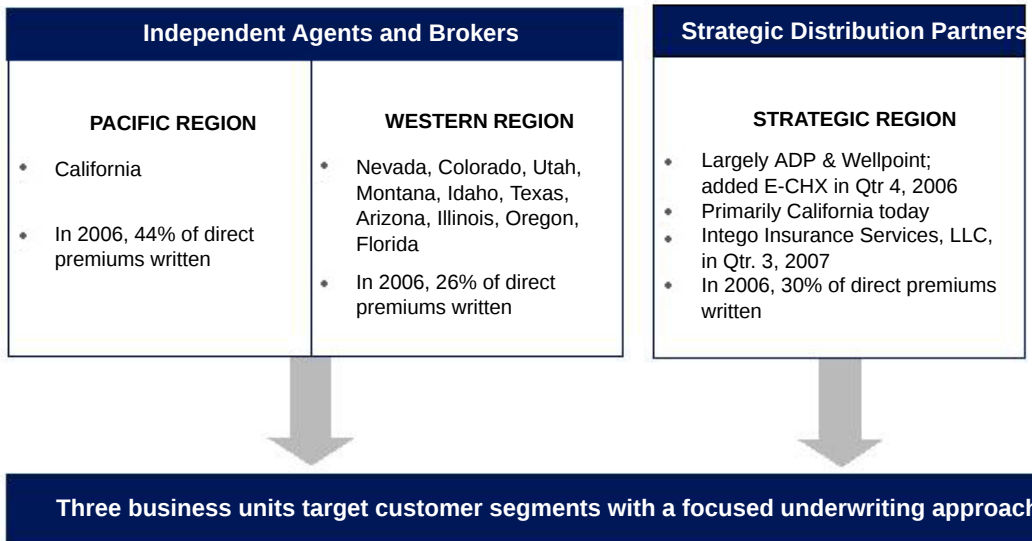 Independent Agents and Brokers
PACIFIC REGION
• California
• In 2006, 44% of direct
premiums written
WESTERN REGION
• Nevada, Colorado, Utah,
Montana, Idaho, Texas,
Arizona, Illinois, Oregon,
Florida
• In 2006, 26% of direct
premiums written
Strategic Distribution Partners
STRATEGIC REGION
• Largely ADP & Wellpoint;
added E-CHX in Qtr 4, 2006
• Primarily California today
• Intego Insurance Services, LLC,
in Qtr. 3, 2007
• In 2006, 30% of direct premiums
written
Three business units target customer segments with a focused underwriting approach